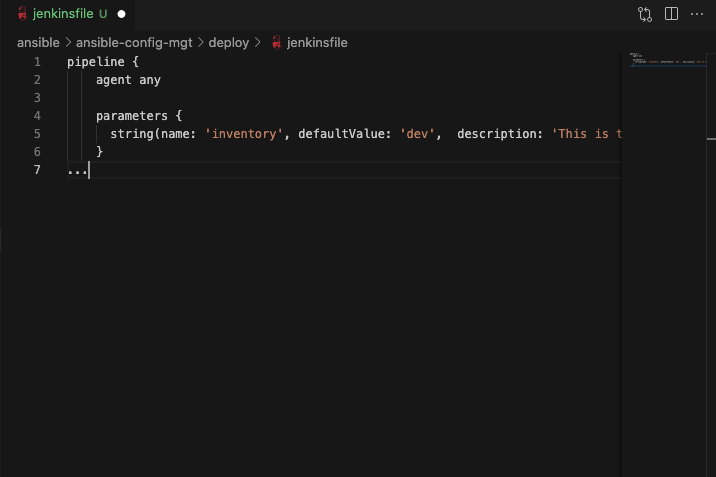 jenkinsfile U
ansible > ansible-config-mgt > deploy > jenkinsfile
1 pipeline {
2 agent any
3
4 parameters {
5 string(name: 'inventory', defaultValue: 'dev',  description: 'This is t
6 }
7 ...